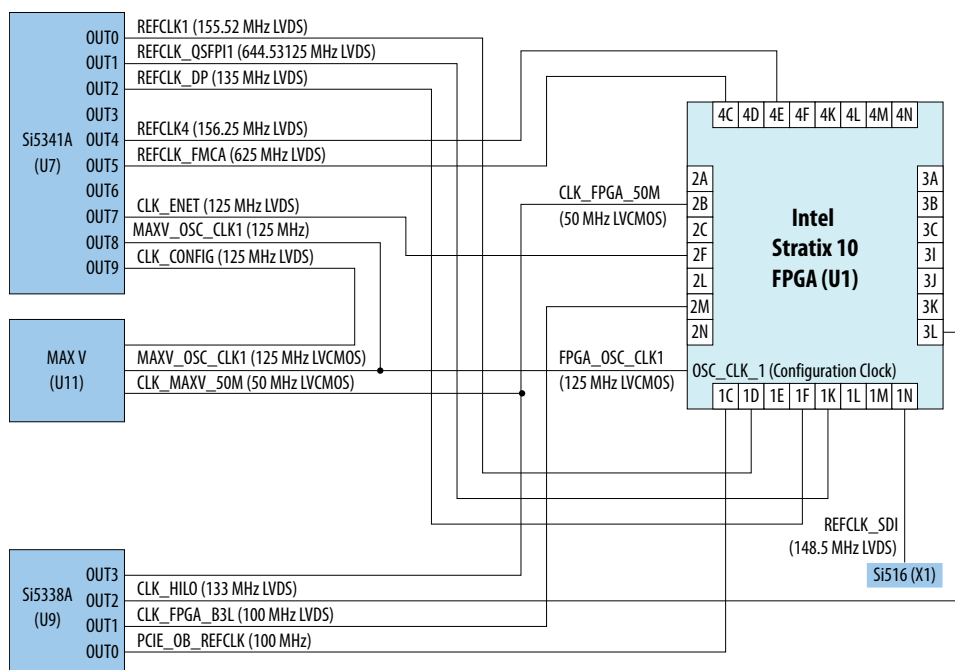 REFCLK1 (155.52 MHz LVDS)
OUT0
REFCLK_QSFPI1 (644.53125 MHz LVDS)
OUT1
REFCLK_DP (135 MHz LVDS)
OUT2
OUT3
REFCLK4 (156.25 MHz LVDS)
Si5341A
(U7)
OUT4
REFCLK_FMCA (625 MHz LVDS)
OUT5
OUT6
CLK_ENET (125 MHz LVDS)
OUT7
MAXV_OSC_CLK1 (125 MHz)
OUT8
CLK_CONFIG (125 MHz LVDS)
OUT9
4C 4D 4E 4F 4K 4L 4M 4N
2A
2B
2C
2F
2L
2M
2N
CLK_FPGA_50M
(50 MHz LVCMOS)
Intel
Stratix 10
FPGA (U1)
3A
3B
3C
3I
3J
3K
3L
MAX V
(U11)
MAXV_OSC_CLK1 (125 MHz LVCMOS)
CLK_MAXV_50M (50 MHz LVCMOS)
FPGA_OSC_CLK1
(125 MHz LVCMOS)
OSC_CLK_1 (Configuration Clock)
1C 1D 1E 1F 1K 1L 1M 1N
REFCLK_SDI
(148.5 MHz LVDS)
Si516 (X1)
Si5338A
(U9)
OUT3
CLK_HILO (133 MHz LVDS)
OUT2
CLK_FPGA_B3L (100 MHz LVDS)
OUT1
PCIE_OB_REFCLK (100 MHz)
OUT0